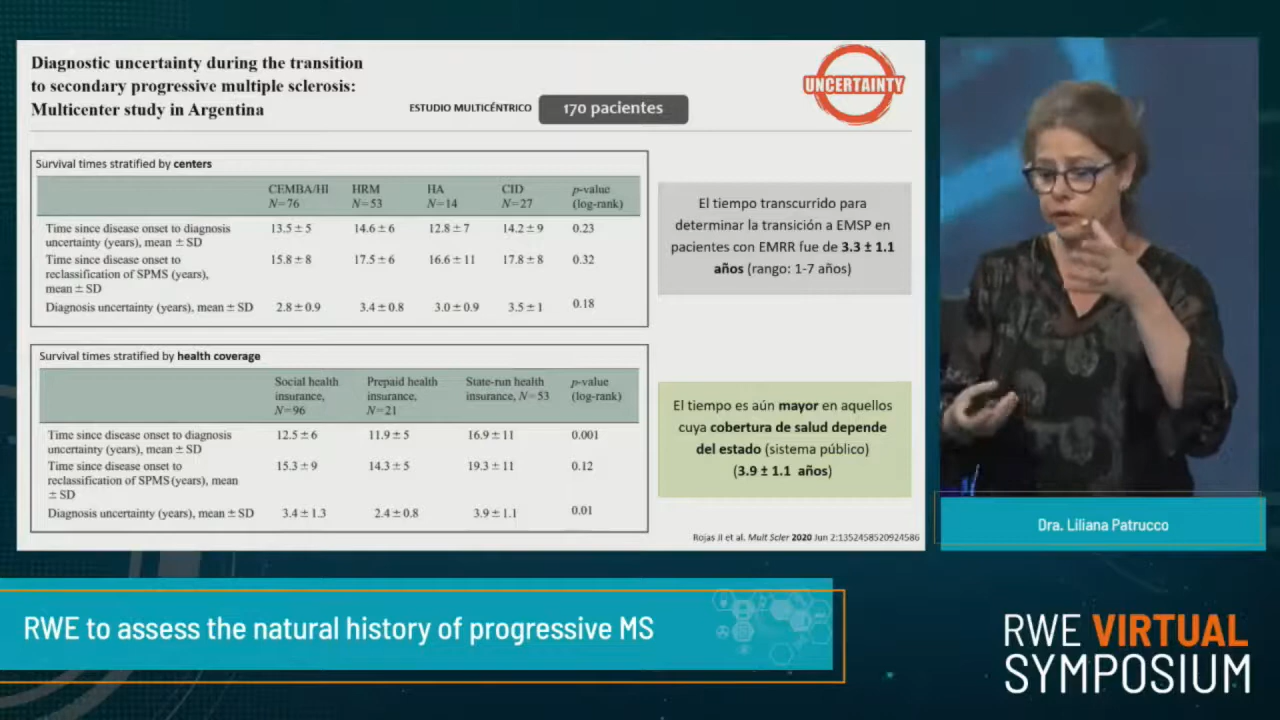 Diagnostic uncertainty during the transition
to secondary progressive multiple sclerosis:
Multicenter study in Argentina
ESTUDIO MULTICÉNTRICO
170 pacientes
UNCERTAINTY
Survival times stratified by centers
CEMBA/HI HRM HA CID p-value
N=76 N=53 N=14 N=27 (log-rank)
Time since disease onset to diagnosis 13.5 ± 5 14.6 ± 6 12.8 ± 7 14.2 ± 9 0.23
uncertainty (years), mean ± SD
Time since disease onset to 15.8 ± 8 17.5 ± 6 16.6 ± 11 17.8 ± 8 0.32
reclassification of SPMS (years),
mean ± SD
Diagnosis uncertainty (years), mean ± SD 2.8 ± 0.9 3.4 ± 0.8 3.0 ± 0.9 3.5 ± 1 0.18
El tiempo transcurrido para
determinar la transición a EMSP en
pacientes con EMRR fue de 3.3 ± 1.1
años (rango: 1-7 años)
Survival times stratified by health coverage
Social health Prepaid health State-run health p-value
insurance, insurance, insurance, N=53 (log-rank)
N=96 N=21
Time since disease onset to diagnosis 12.5 ± 6 11.9 ± 5 16.9 ± 11 0.001
uncertainty (years), mean ± SD
Time since disease onset to 15.3 ± 9 14.3 ± 5 19.3 ± 11 0.12
reclassification of SPMS (years), mean
± SD
Diagnosis uncertainty (years), mean ± SD 3.4 ± 1.3 2.4 ± 0.8 3.9 ± 1.1 0.01
El tiempo es aún mayor en aquellos
cuya cobertura de salud depende
del estado (sistema público)
(3.9 ± 1.1 años)
Rojas JI et al. Mult Scler 2020 Jun 2:1352458520924586
Dra. Liliana Patrucco
RWE to assess the natural history of progressive MS
RWE VIRTUAL
SYMPOSIUM